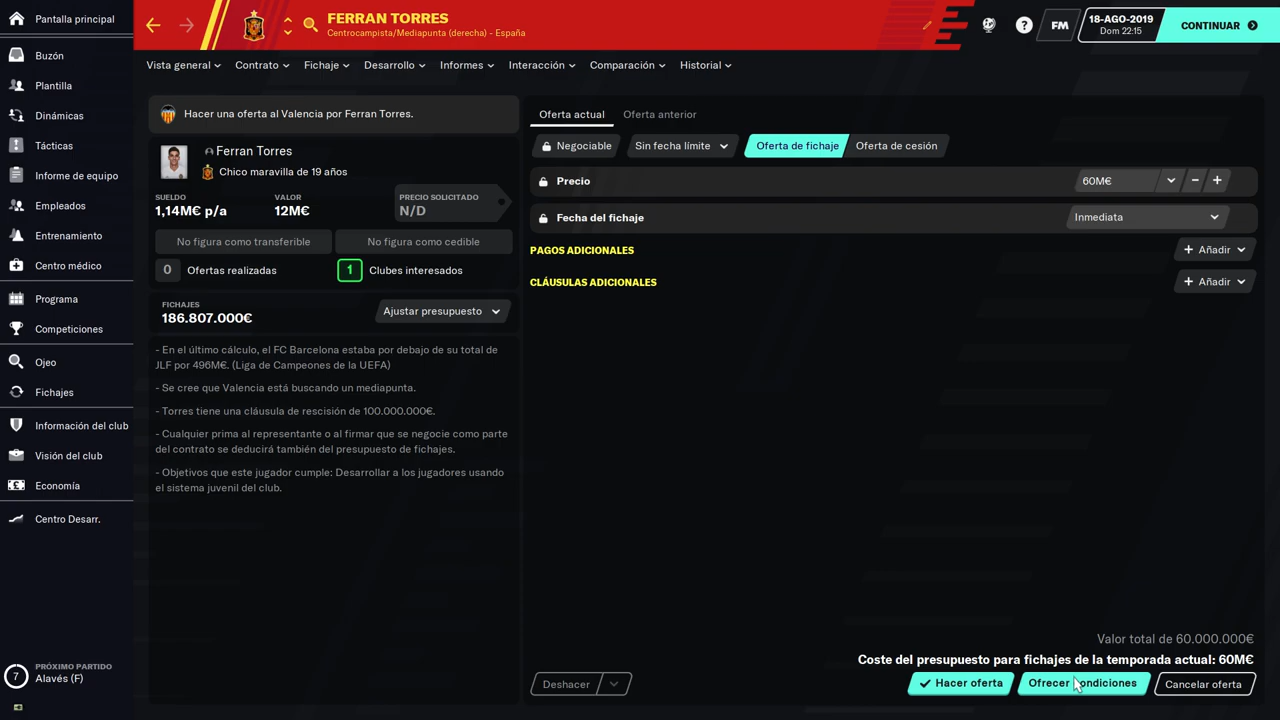 Pantalla principal
Buzón
Plantilla
Dinámicas
Tácticas
Informe de equipo
Empleados
Entrenamiento
Centro médico
Programa
Competiciones
Ojeo
Fichajes
Información del club
Visión del club
Economía
Centro Desarr.
7
PRÓXIMO PARTIDO
Alavés (F)
FERRAN TORRES
Centrocampista/Mediapunta (derecha) - España
?
FM
18-AGO-2019
Dom 22:15
CONTINUAR
Vista general
Contrato
Fichaje
Desarrollo
Informes
Interacción
Comparación
Historial
Hacer una oferta al Valencia por Ferran Torres.
Ferran Torres
Chico maravilla de 19 años
SUELDO
1,14M€ p/a
VALOR
12M€
PRECIO SOLICITADO
N/D
No figura como transferible
No figura como cedible
0 Ofertas realizadas
1 Clubes interesados
FICHAJES
186.807.000€
Ajustar presupuesto
- En el último cálculo, el FC Barcelona estaba por debajo de su total de
JLF por 496M€. (Liga de Campeones de la UEFA)
- Se cree que Valencia está buscando un mediapunta.
- Torres tiene una cláusula de rescisión de 100.000.000€.
- Cualquier prima al representante o al firmar que se negocie como parte
del contrato se deducirá también del presupuesto de fichajes.
- Objetivos que este jugador cumple: Desarrollar a los jugadores usando
el sistema juvenil del club.
Oferta actual
Oferta anterior
Negociable
Sin fecha límite
Oferta de fichaje
Oferta de cesión
Precio
60M€
- +
Fecha del fichaje
Inmediata
PAGOS ADICIONALES
+ Añadir
CLÁUSULAS ADICIONALES
+ Añadir
Valor total de 60.000.000€
Coste del presupuesto para fichajes de la temporada actual: 60M€
Deshacer
Hacer oferta
Ofrecer condiciones
Cancelar oferta